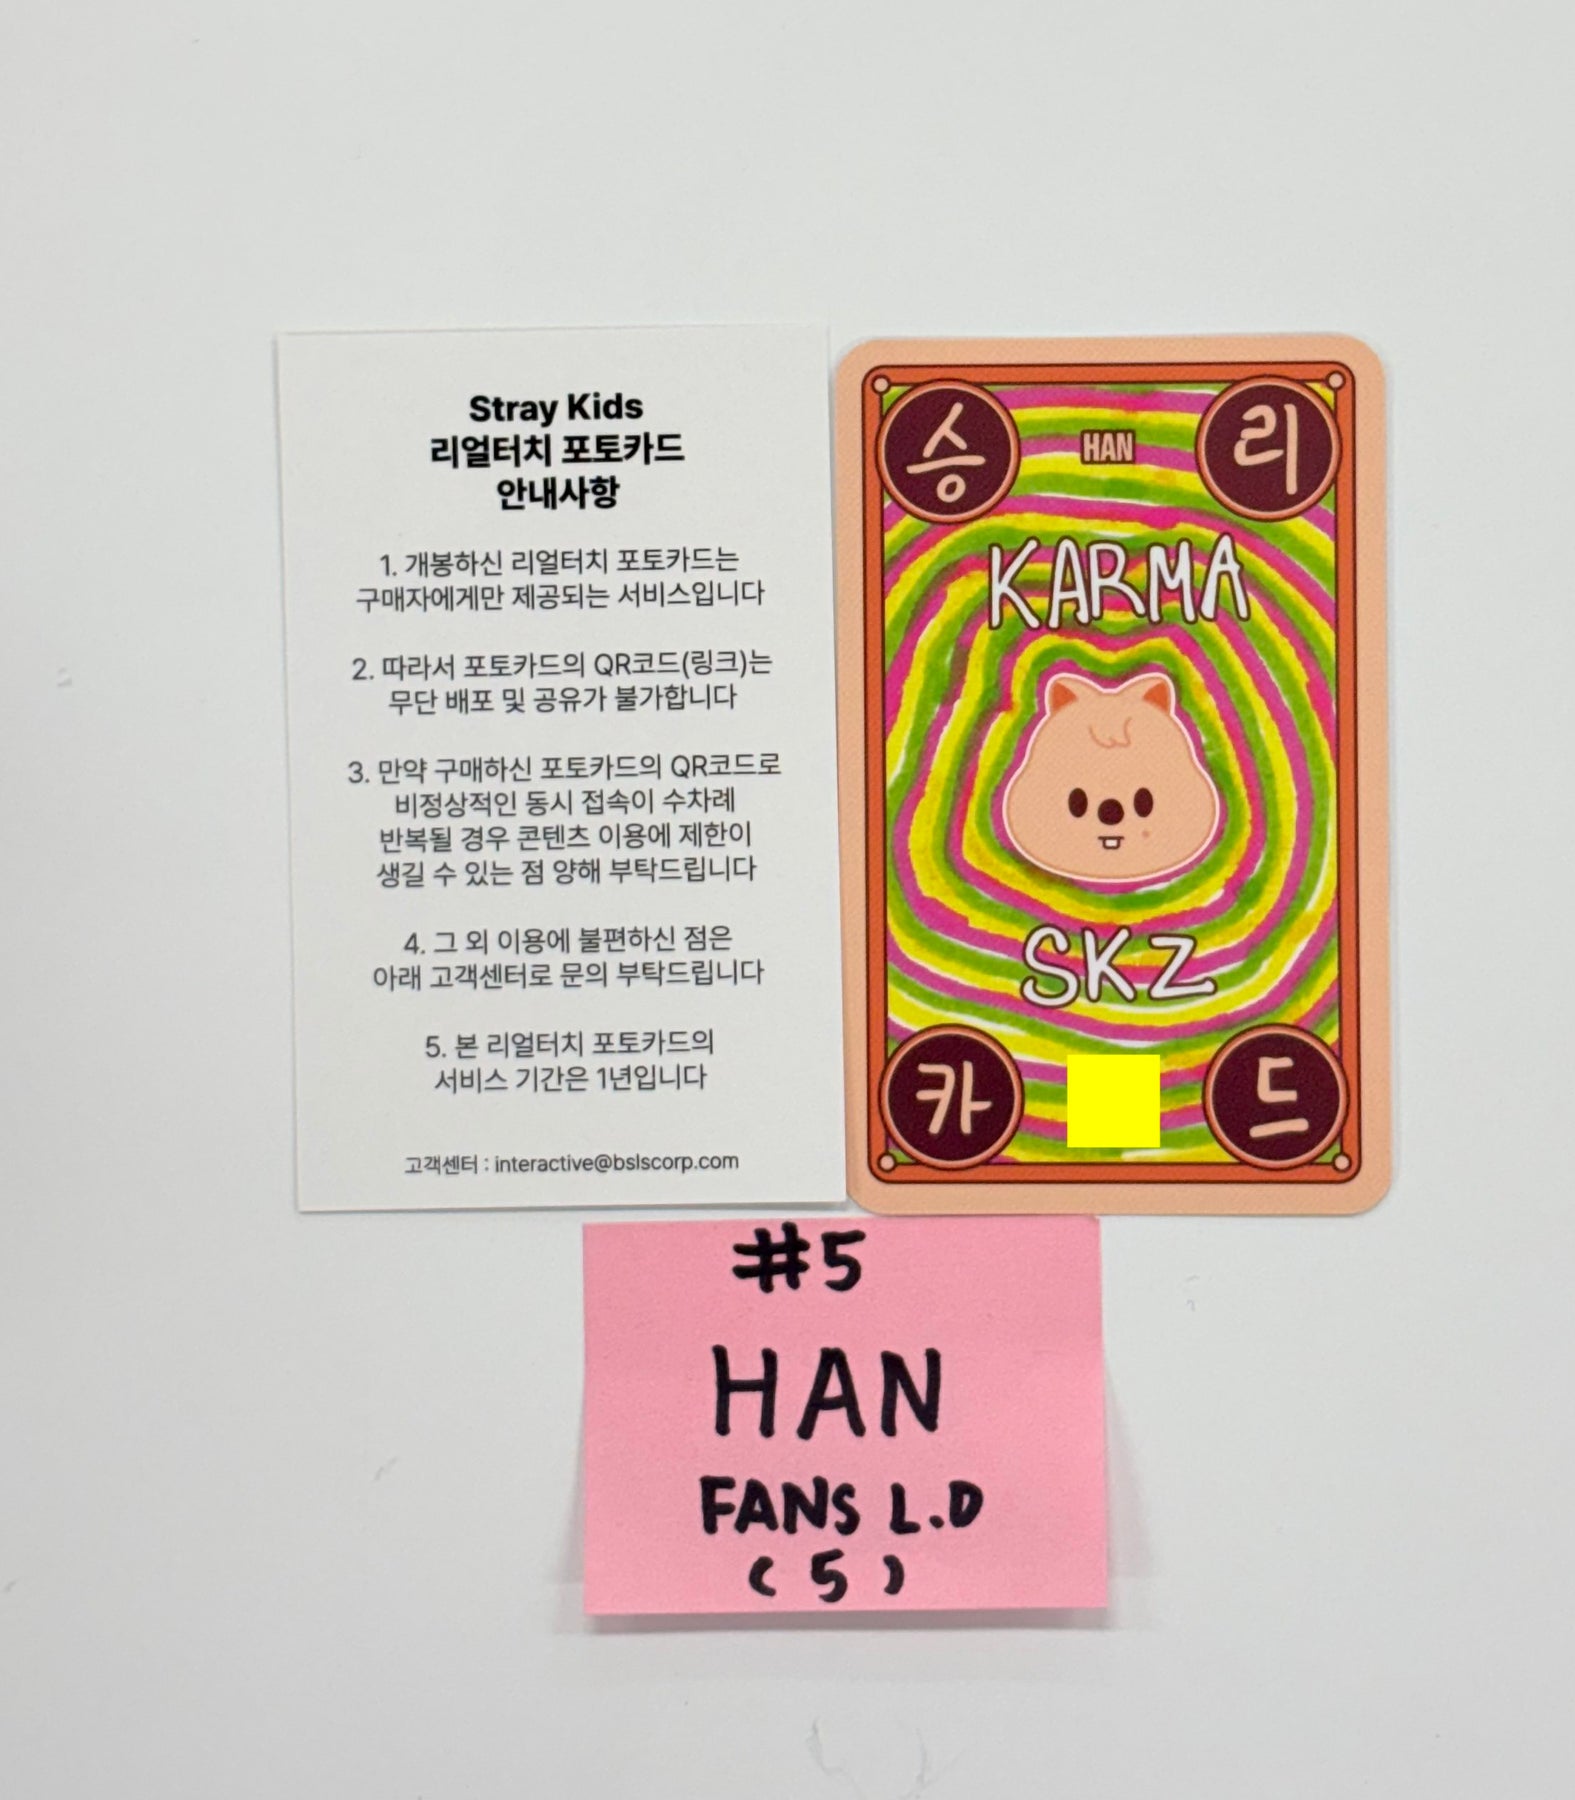 Stray Kids
리얼터치 포토카드
안내사항
1. 개봉하신 리얼터치 포토카드는
구매자에게만 제공되는 서비스입니다
2. 따라서 포토카드의 QR코드(링크)는
무단 배포 및 공유가 불가합니다
3. 만약 구매하신 포토카드의 QR코드로
비정상적인 동시 접속이 수차례
반복될 경우 콘텐츠 이용에 제한이
생길 수 있는 점 양해 부탁드립니다
4. 그 외 이용에 불편하신 점은
아래 고객센터로 문의 부탁드립니다
5. 본 리얼터치 포토카드의
서비스 기간은 1년입니다
고객센터 : interactive@bslscorp.com
승 리
HAN
KARMA
SKZ
카 드
#5
HAN
FANS L.D
(5)